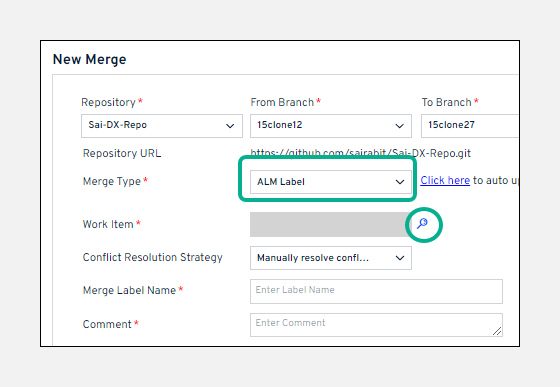 New Merge
Repository * From Branch * To Branch *
Sai-DX-Repo 15clone12 15clone27
Repository URL https://github.com/sairabit/Sai-DX-Repo.git
Merge Type * ALM Label Click here to auto up
Work Item *
Conflict Resolution Strategy Manually resolve confl...
Merge Label Name * Enter Label Name
Comment * Enter Comment